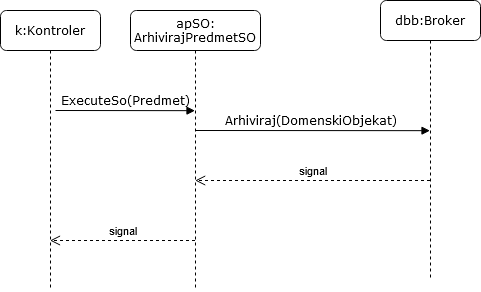 k:Kontroler
apSO:
ArhivirajPredmetSO
dbb:Broker
ExecuteSo(Predmet)
Arhiviraj(DomenskiObjekat)
signal
signal